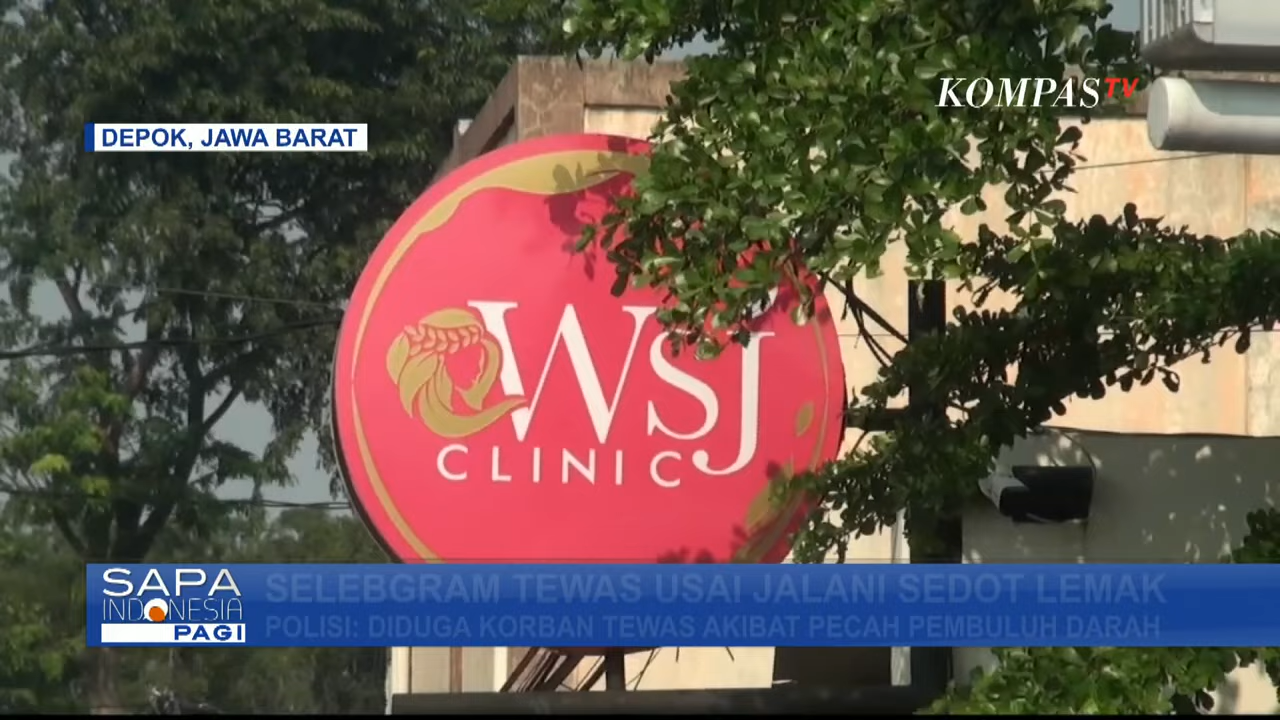 KOMPASTV
DEPOK, JAWA BARAT
WSJ
CLINIC
SAPA
INDONESIA
PAGI
SELEBGRAM TEWAS USAI JALANI SEDOT LEMAK
POLISI: DIDUGA KORBAN TEWAS AKIBAT PECAH PEMBULUH DARAH